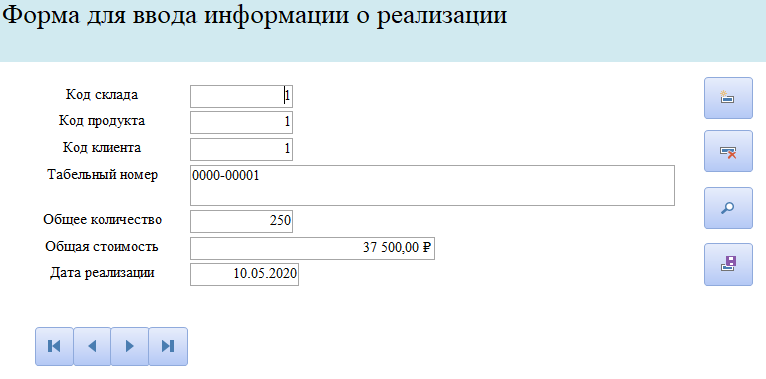 Форма для ввода информации о реализации
Код склада 1
Код продукта 1
Код клиента 1
Табельный номер 0000-00001
Общее количество 250
Общая стоимость 37 500,00 ₽
Дата реализации 10.05.2020